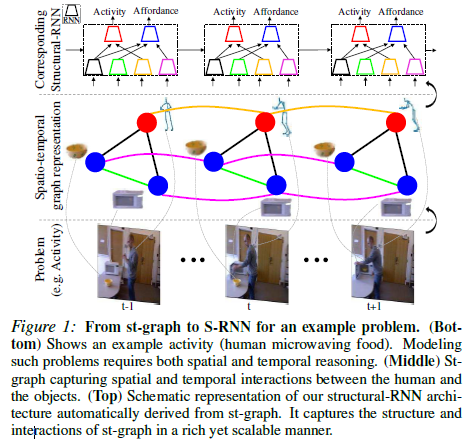 Corresponding
Structural-RNN
RNN
Activity Affordance Activity Affordance Activity Affordance
Spatio-temporal
graph representation
Problem
(e.g. Activity)
t-1 t t+1
Figure 1: From st-graph to S-RNN for an example problem. (Bot-
tom) Shows an example activity (human microwaving food). Modeling
such problems requires both spatial and temporal reasoning. (Middle) St-
graph capturing spatial and temporal interactions between the human and
the objects. (Top) Schematic representation of our structural-RNN archi-
tecture automatically derived from st-graph. It captures the structure and
interactions of st-graph in a rich yet scalable manner.